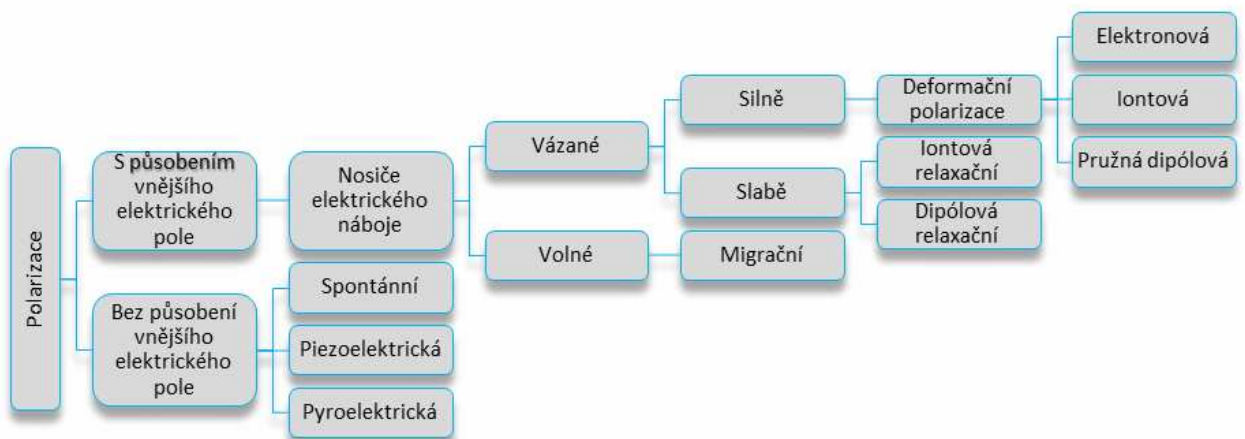 Polarizace
S působením
vnějšího
elektrického
pole
Nosiče
elektrického
náboje
Vázané
Silně
Deformační
polarizace
Elektronová
Iontová
Pružná dipólová
Slabě
Iontová
relaxační
Dipólová
relaxační
Volné
Migrační
Bez působení
vnějšího
elektrického
pole
Spontánní
Piezoelektrická
Pyroelektrická